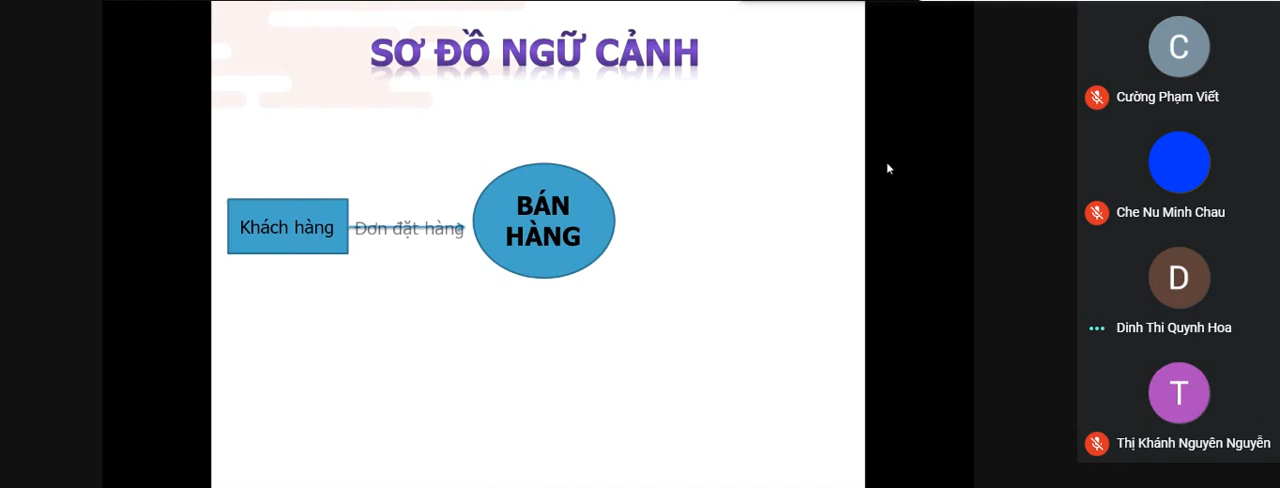 SƠ ĐỒ NGỮ CẢNH
Khách hàng
Đơn đặt hàng
BÁN
HÀNG
C
Cường Phạm Viết
Che Nu Minh Chau
D
Dinh Thi Quynh Hoa
T
Thị Khánh Nguyên Nguyễn